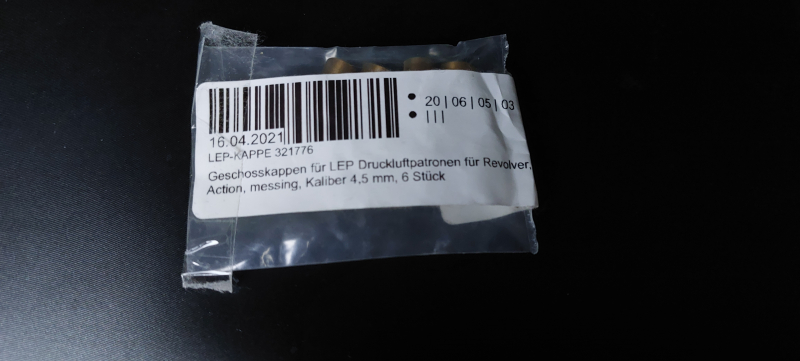 20 | 06 | 05 | 03
| | |
16.04.2021
LEP-KAPPE 321776
Geschosskappen für LEP Druckluftpatronen für Revolver,
Action, messing, Kaliber 4,5 mm, 6 Stück